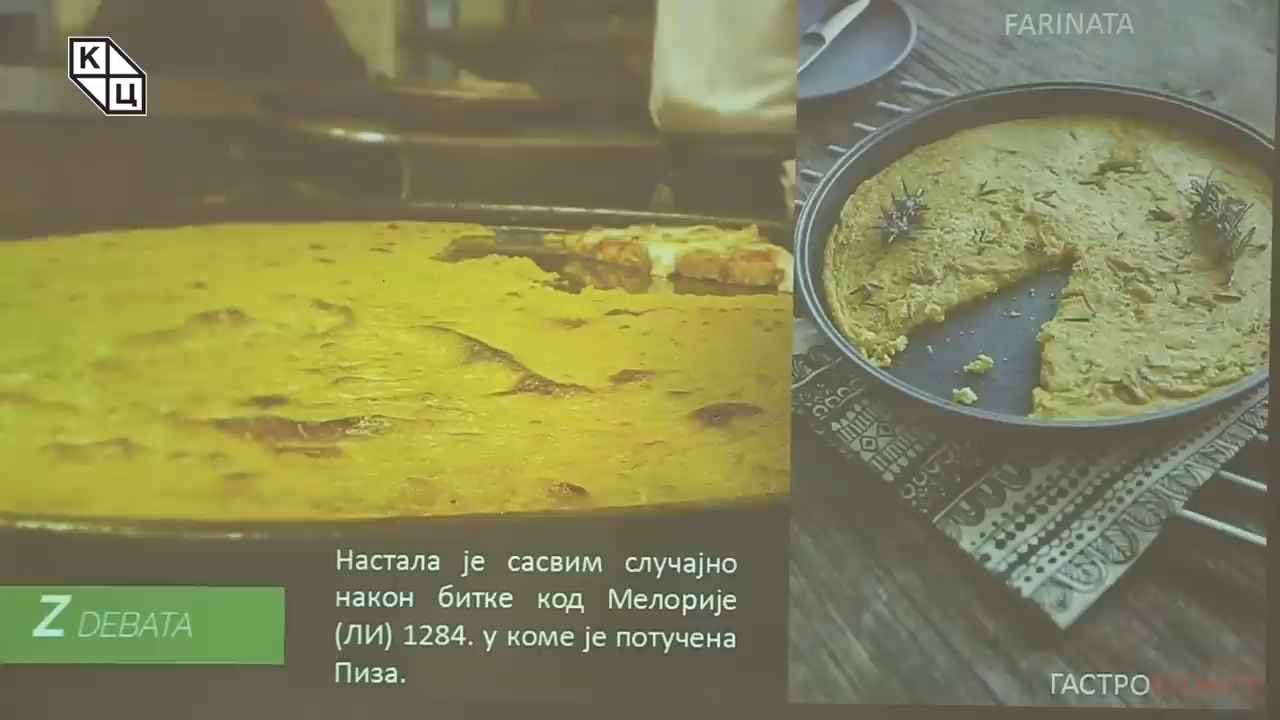 К
Ц
FARINATA
Настала је сасвим случајно
након битке код Мелорије
(ЛИ) 1284. у коме је потучена
Пиза.
Z DEBATA
ГАСТРО